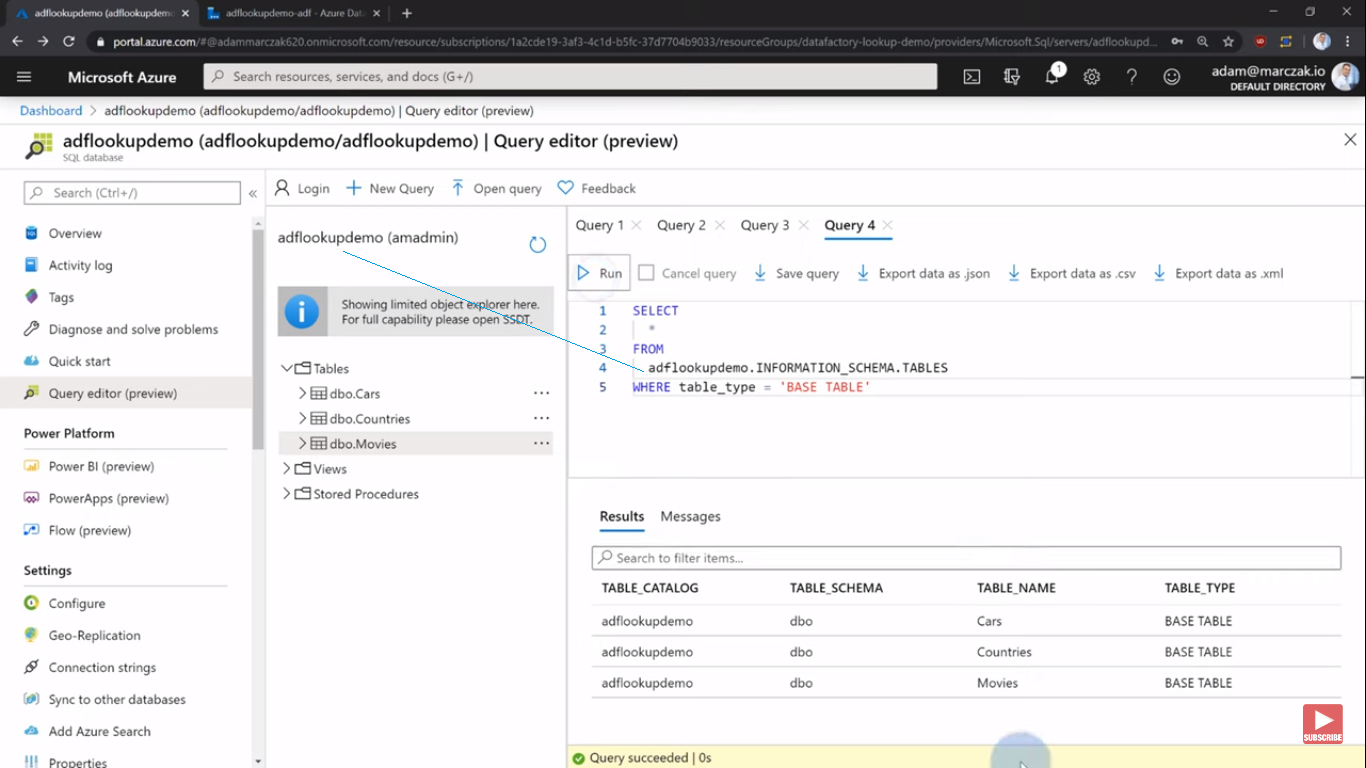 adflookupdemo (adflookupdemo
adflookupdemo-adf - Azure Data
portal.azure.com/#@adammarczak620.onmicrosoft.com/resource/subscriptions/1a2cde19-3af3-4c1d-b5fc-37d7704b9033/resourceGroups/datafactory-lookup-demo/providers/Microsoft.Sql/servers/adflookupd...
Microsoft Azure
Search resources, services, and docs (G+/)
1
adam@marczak.io
DEFAULT DIRECTORY
Dashboard > adflookupdemo (adflookupdemo/adflookupdemo) | Query editor (preview)
adflookupdemo (adflookupdemo/adflookupdemo) | Query editor (preview)
SQL database
Search (Ctrl+/)
«
Overview
Activity log
Tags
Diagnose and solve problems
Quick start
Query editor (preview)
Power Platform
Power BI (preview)
PowerApps (preview)
Flow (preview)
Settings
Configure
Geo-Replication
Connection strings
Sync to other databases
Add Azure Search
Properties
Login
New Query
Open query
Feedback
adflookupdemo (amadmin)
Showing limited object explorer here.
For full capability please open SSDT.
Tables
dbo.Cars
dbo.Countries
dbo.Movies
Views
Stored Procedures
Query 1
Query 2
Query 3
Query 4
Run
Cancel query
Save query
Export data as .json
Export data as .csv
Export data as .xml
1 SELECT
2 *
3 FROM
4 adflookupdemo.INFORMATION_SCHEMA.TABLES
5 WHERE table_type = 'BASE TABLE'
Results Messages
Search to filter items...
TABLE_CATALOG TABLE_SCHEMA TABLE_NAME TABLE_TYPE
adflookupdemo dbo Cars BASE TABLE
adflookupdemo dbo Countries BASE TABLE
adflookupdemo dbo Movies BASE TABLE
SUBSCRIBE
Query succeeded | 0s